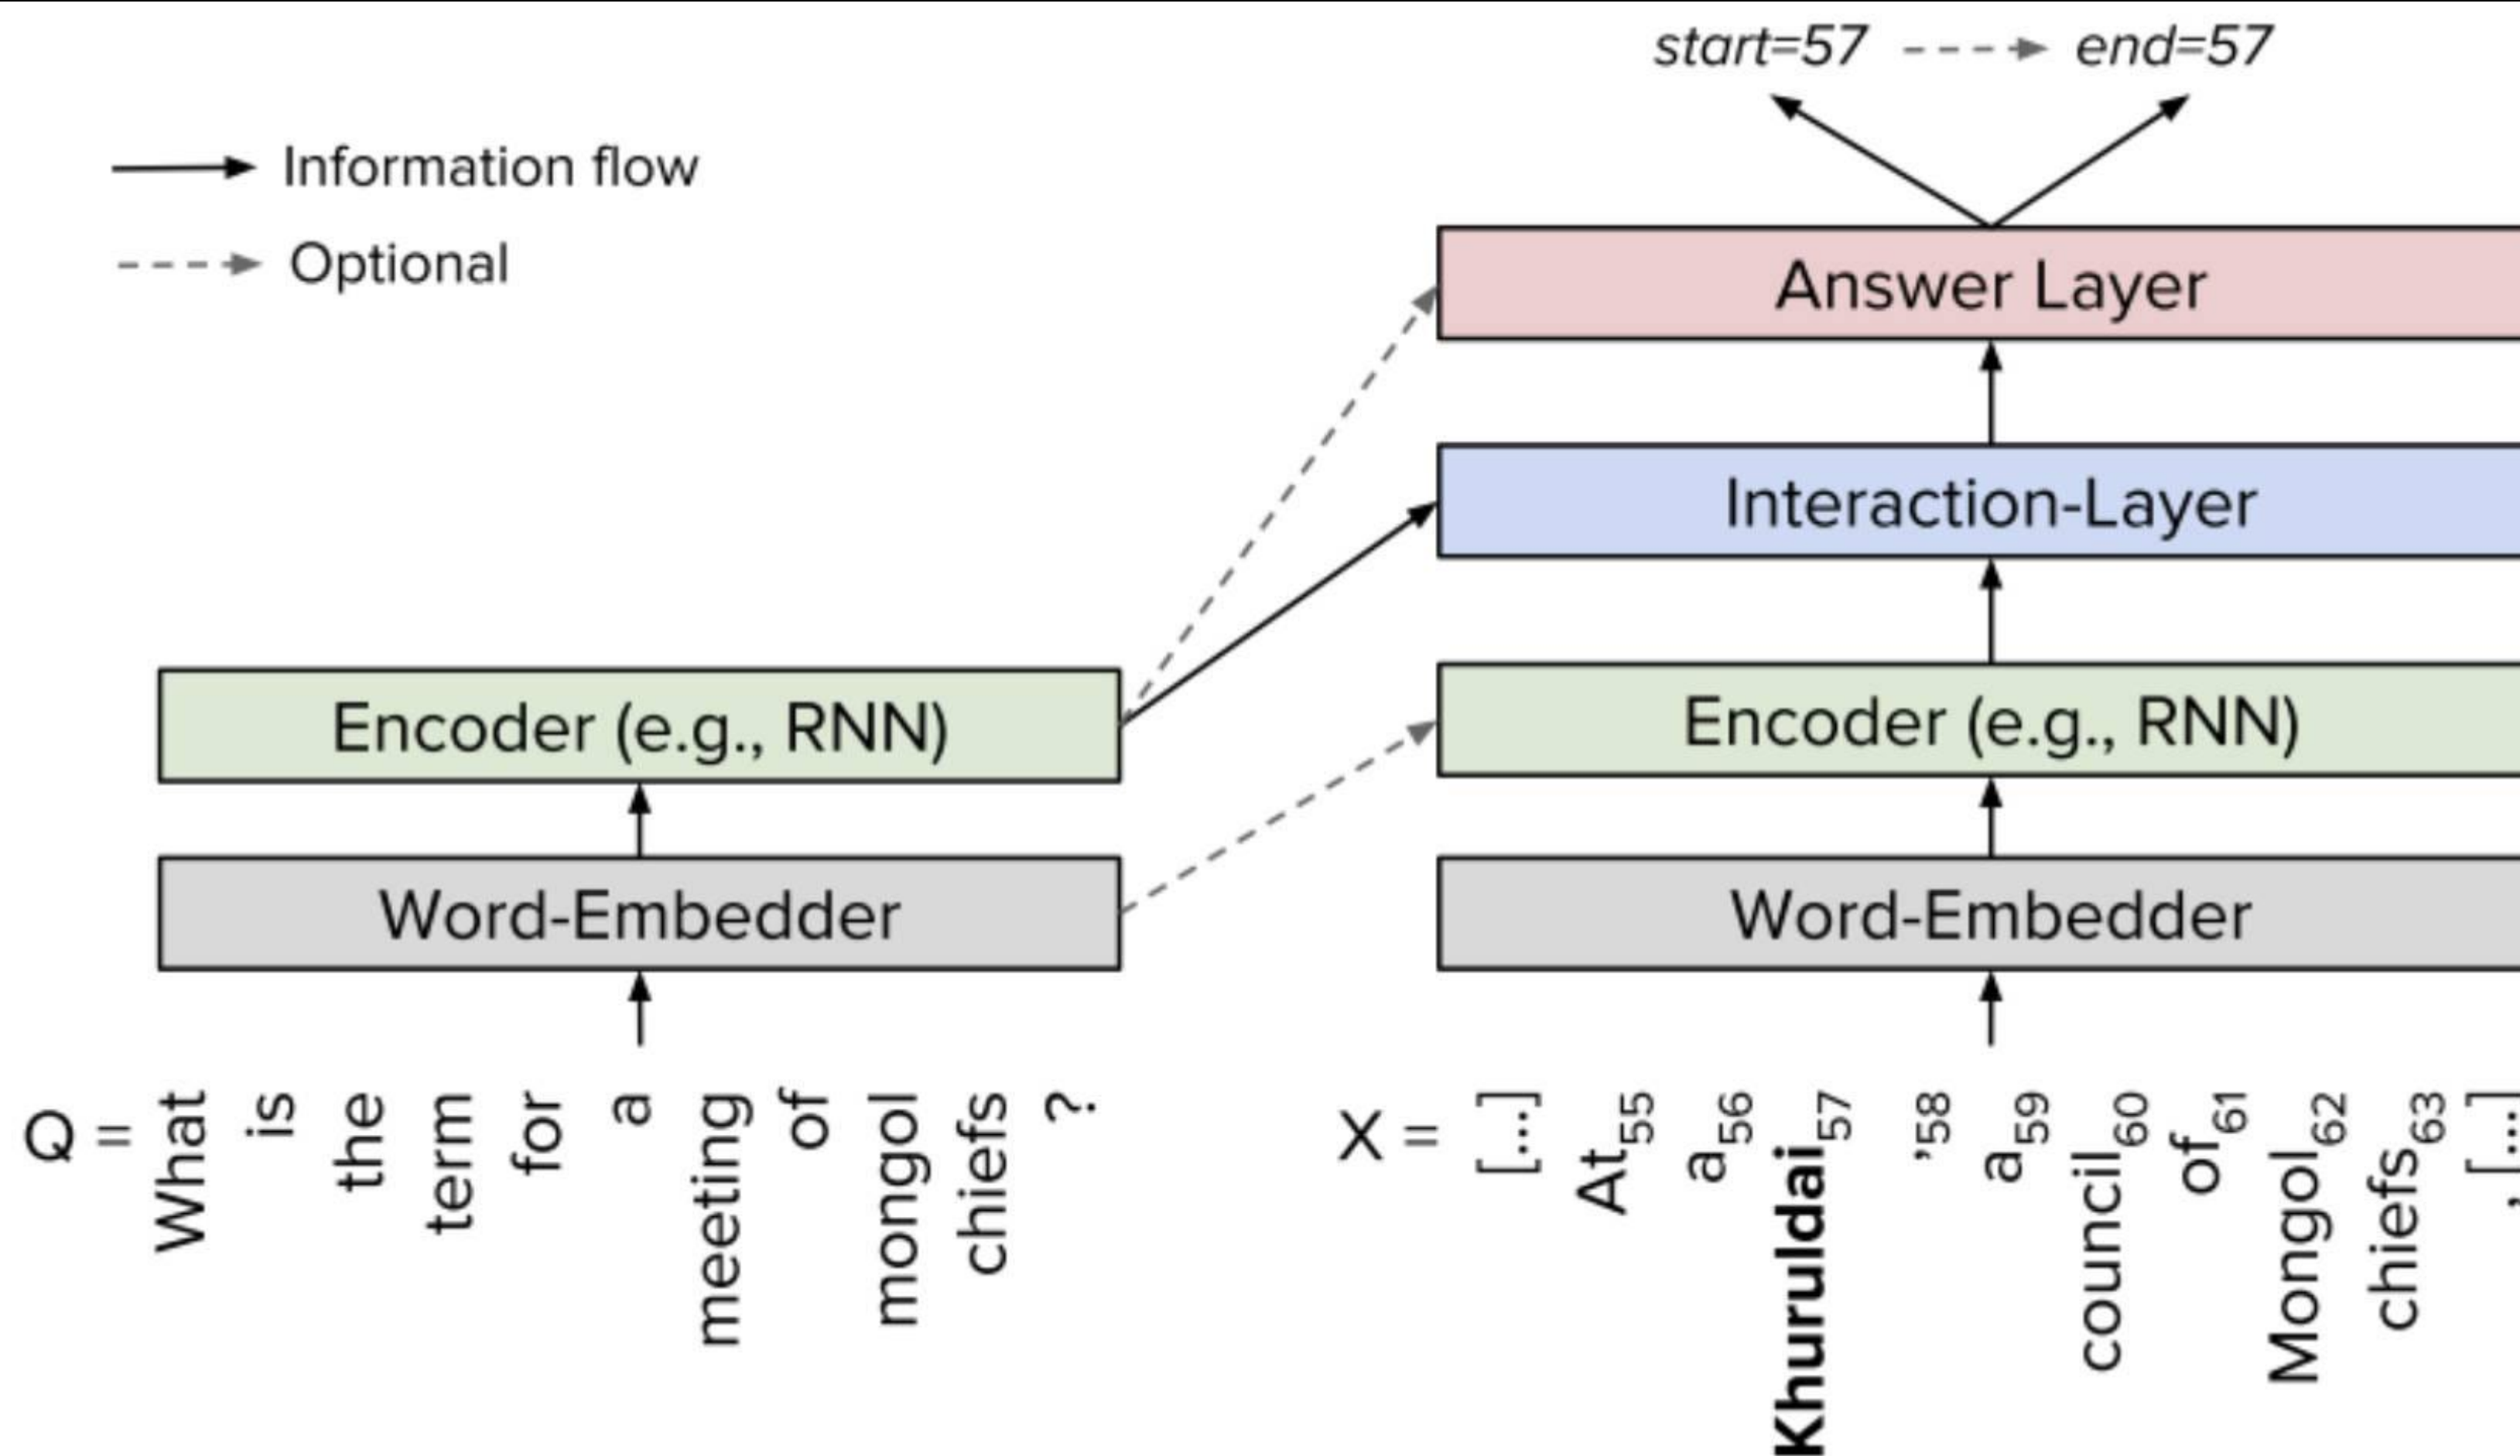 start=57 end=57
Information flow
Optional
Answer Layer
Interaction-Layer
Encoder (e.g., RNN)
Encoder (e.g., RNN)
Word-Embedder
Word-Embedder
Q = What is the term for a meeting of mongol chiefs ?
X = [...] At55 a56 Khuruldai57 ,58 a59 council60 of61 Mongol62 chiefs63 , [...]